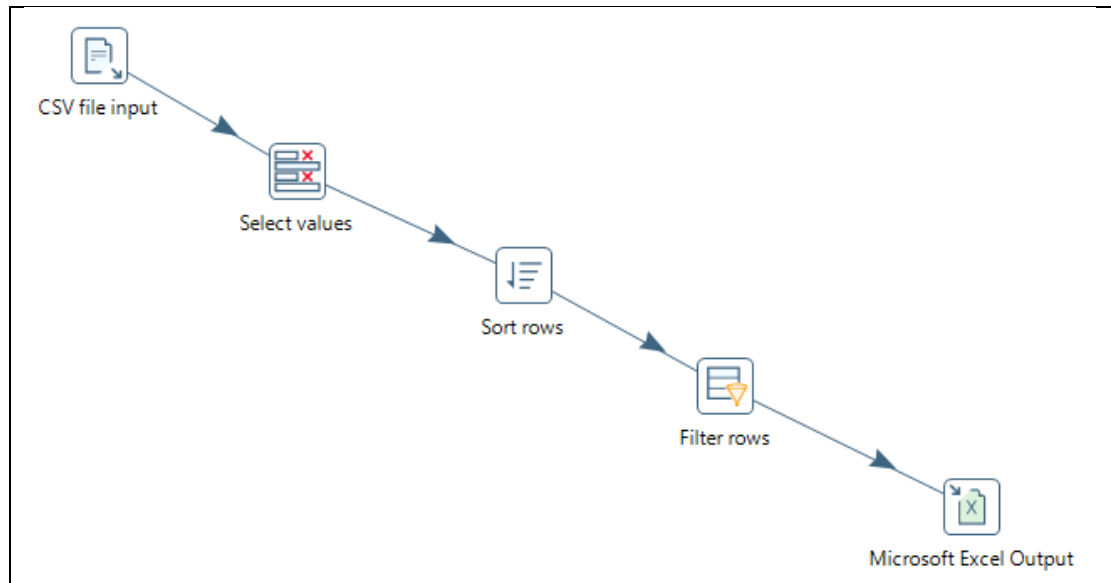 CSV file input
Select values
Sort rows
Filter rows
Microsoft Excel Output